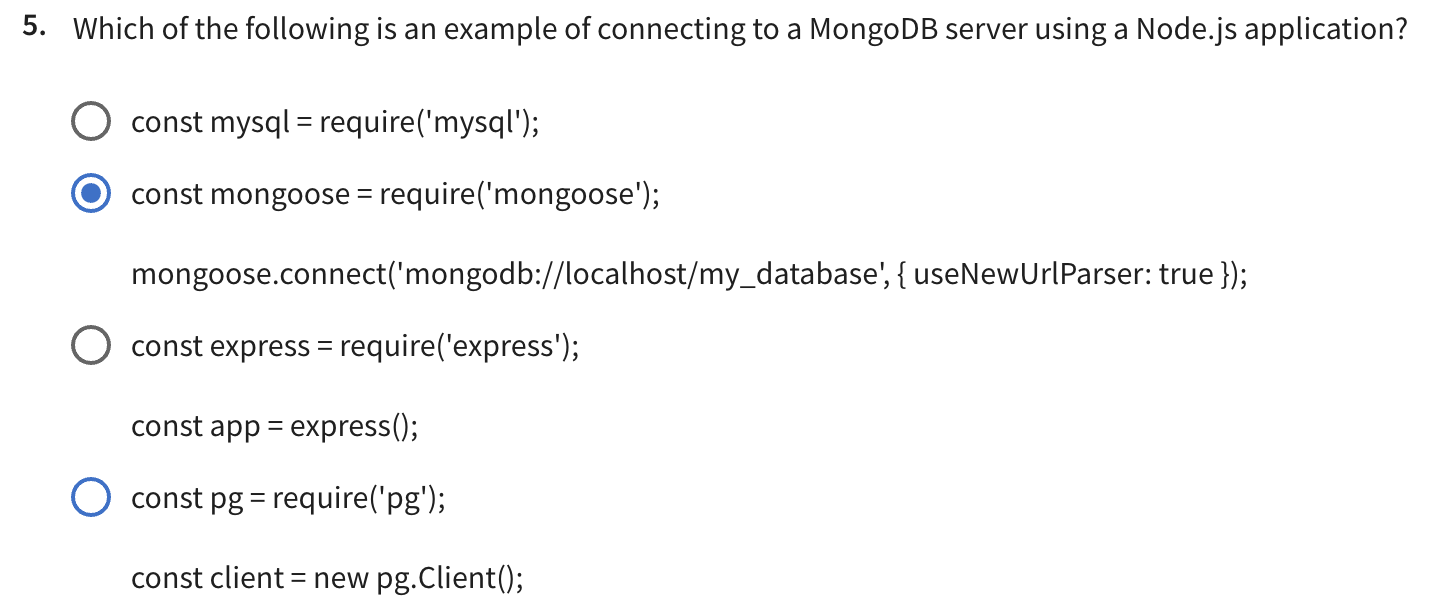 5. Which of the following is an example of connecting to a MongoDB server using a Node.js application?
const mysql = require('mysql');
const mongoose = require('mongoose');
mongoose.connect('mongodb://localhost/my_database', { useNewUrlParser: true });
const express = require('express');
const app = express();
const pg = require('pg');
const client = new pg.Client();